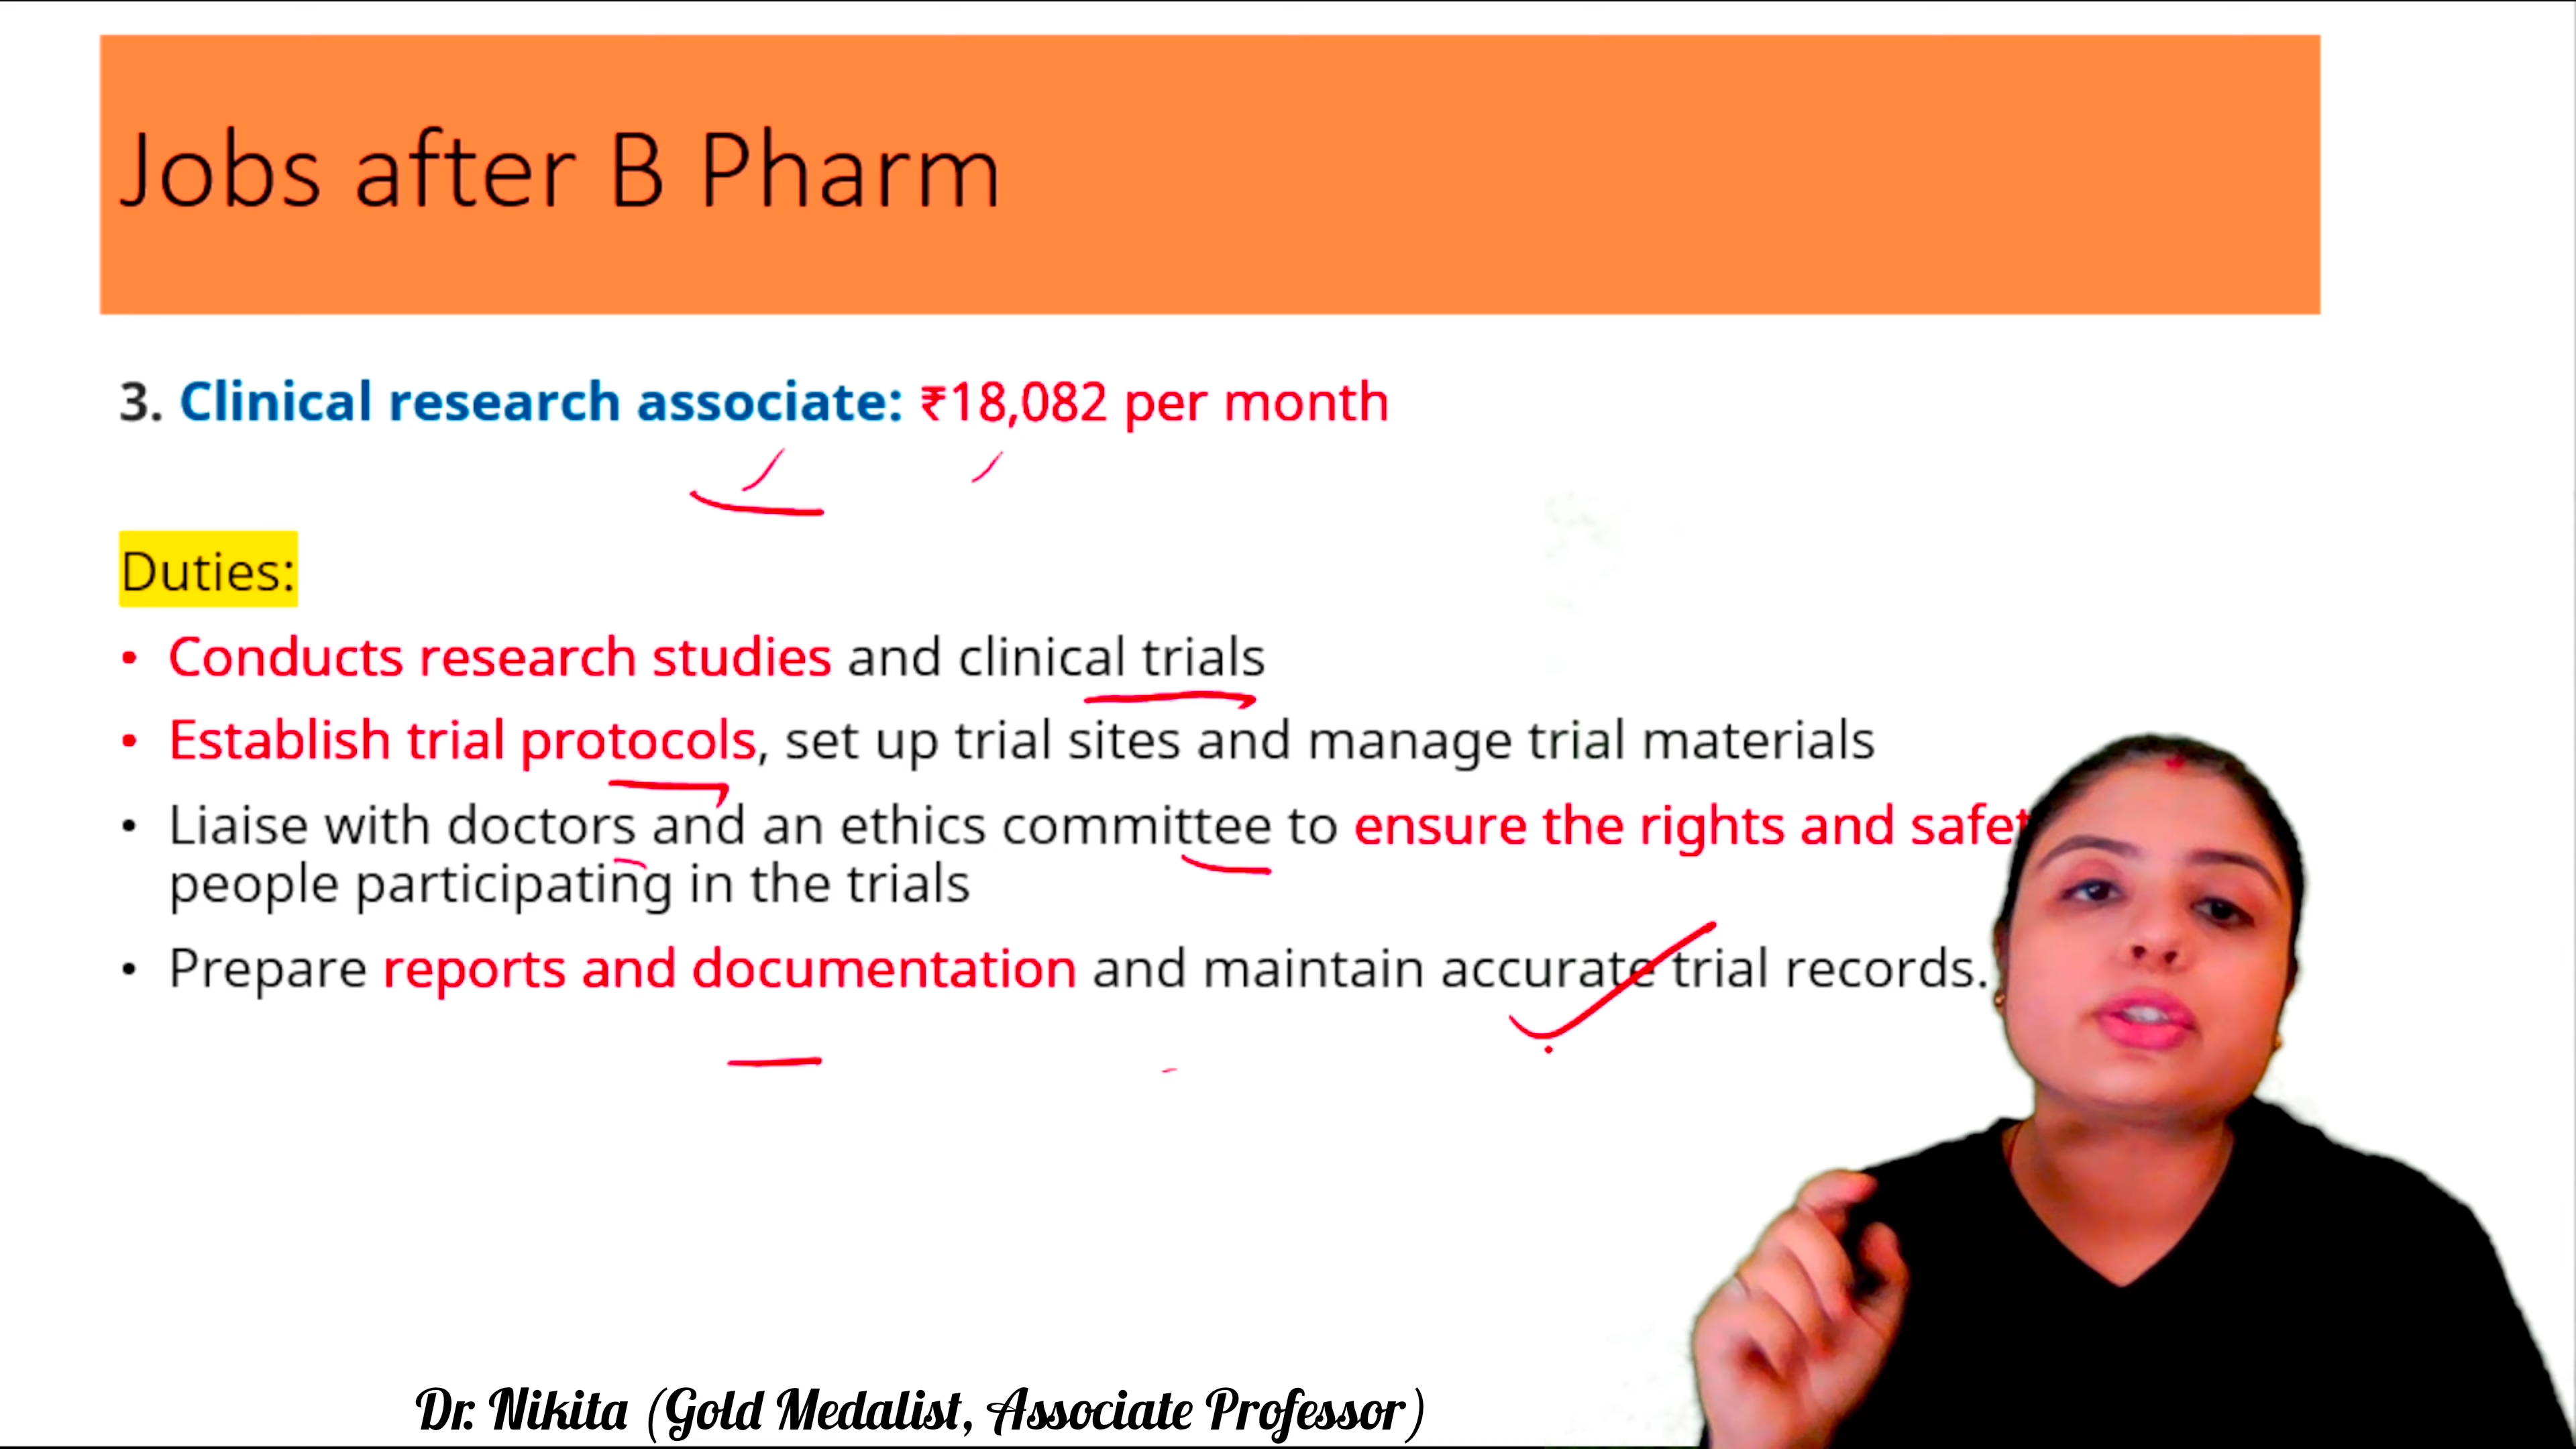 Jobs after B Pharm
3. Clinical research associate: ₹18,082 per month
Duties:
• Conducts research studies and clinical trials
• Establish trial protocols, set up trial sites and manage trial materials
• Liaise with doctors and an ethics committee to ensure the rights and safet
people participating in the trials
• Prepare reports and documentation and maintain accurate trial records.
Dr. Nikita (Gold Medalist, Associate Professor)